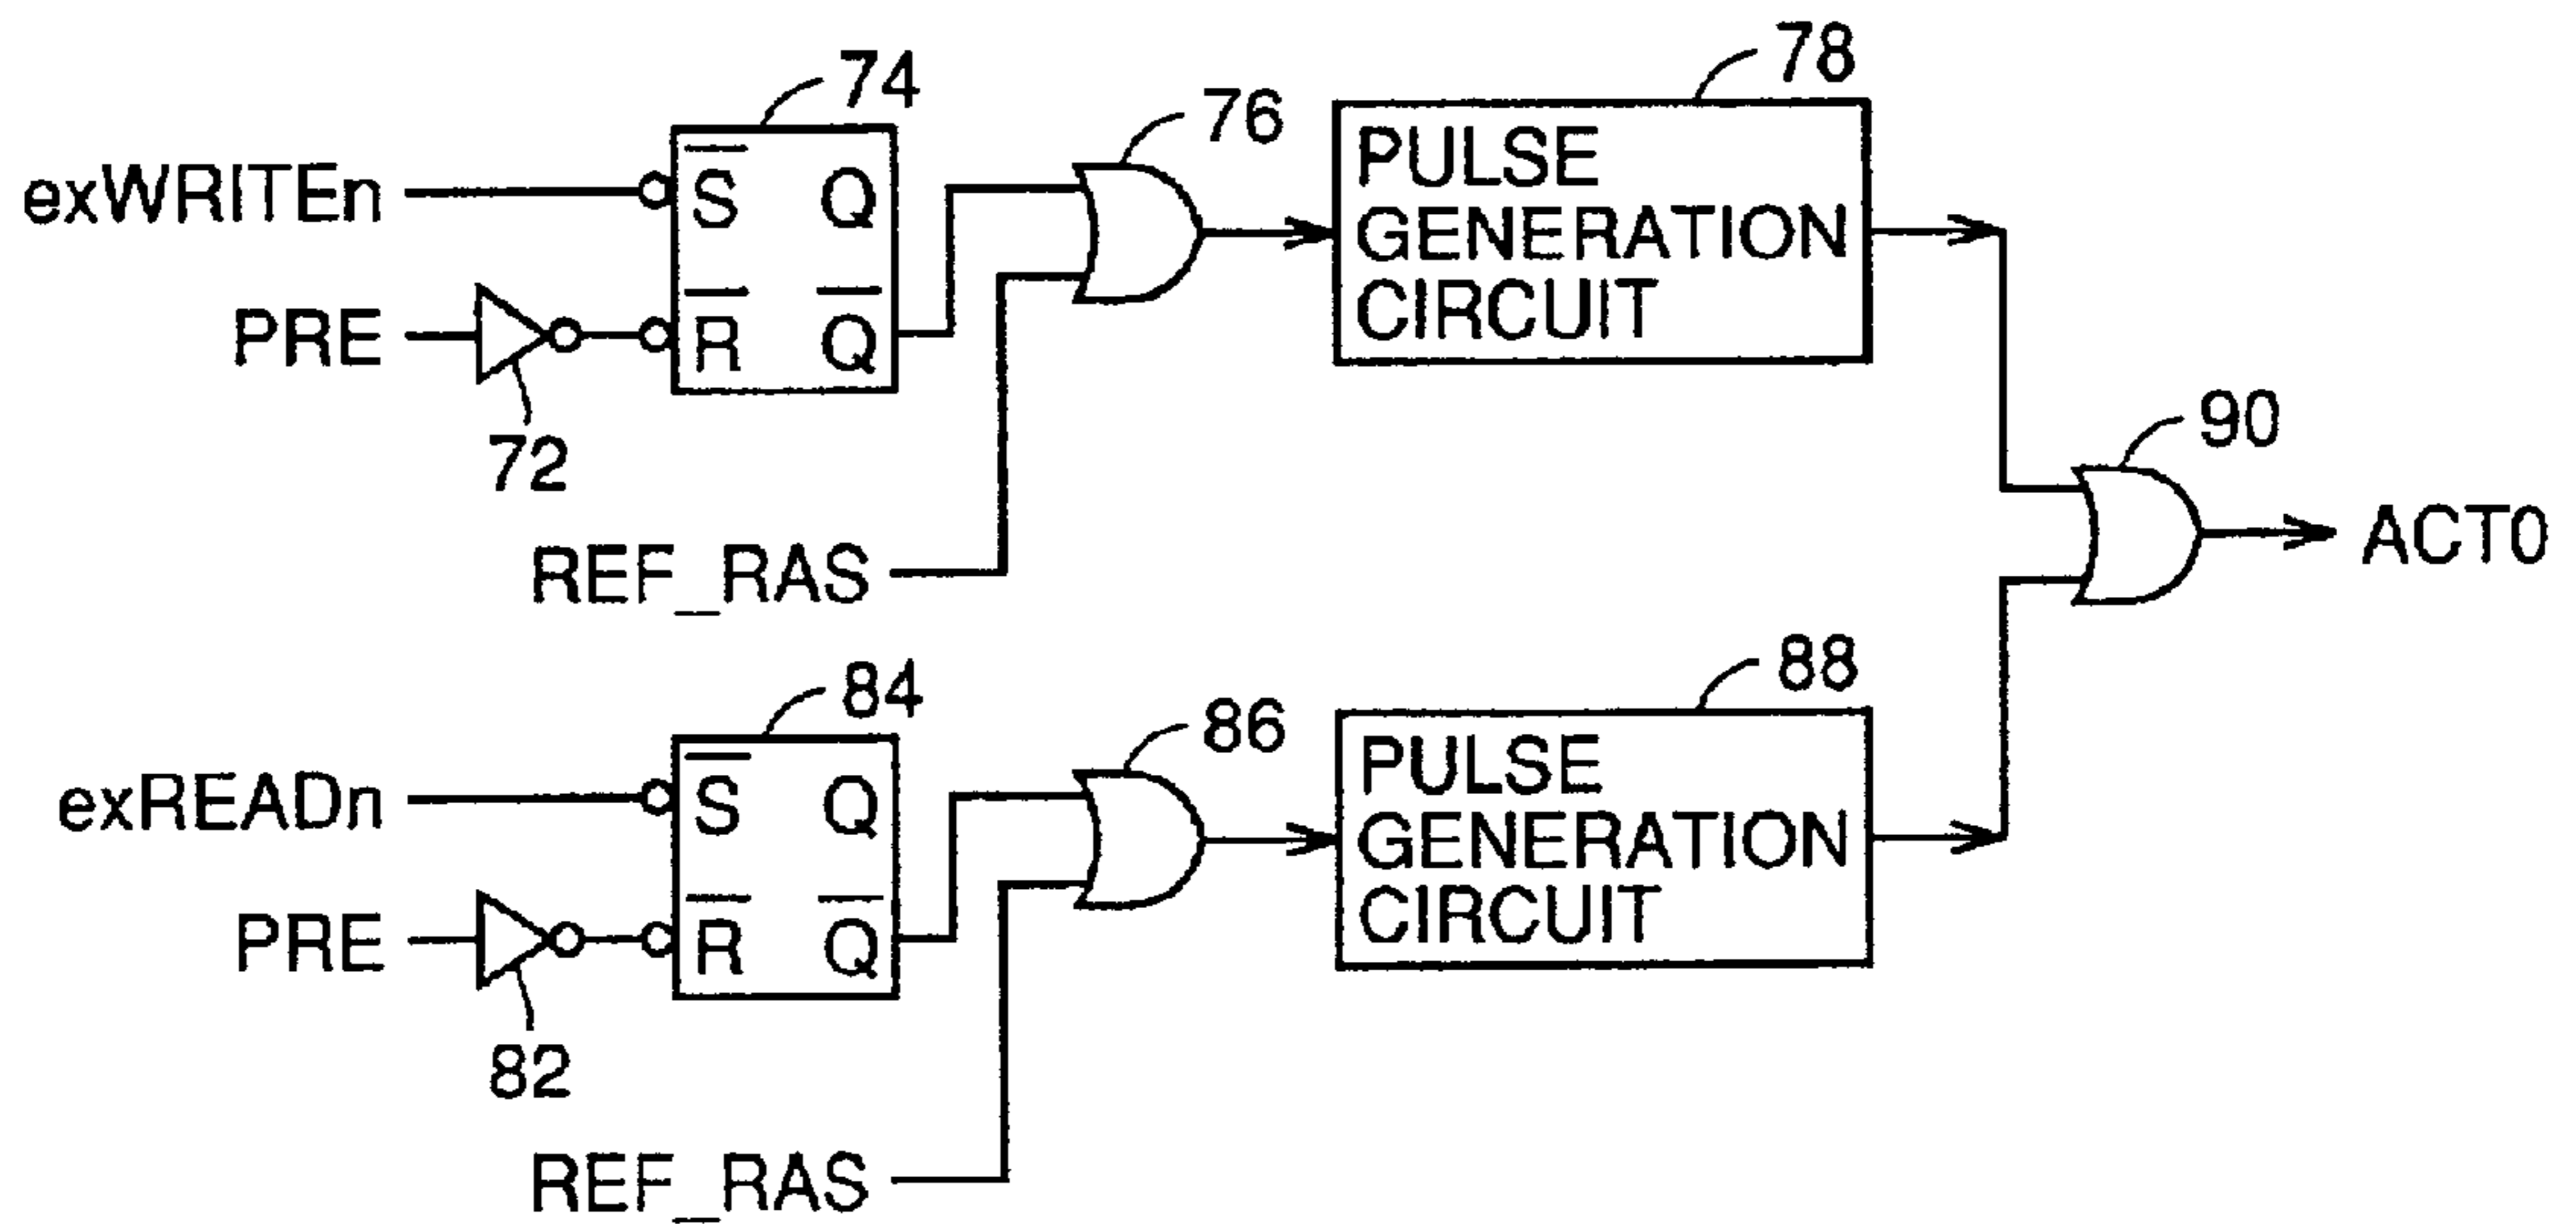 78
74
76
PULSE
GENERATION
CIRCUIT
exWRITEn
S̅ Q
PRE
R̅ Q̅
72
90
REF_RAS
ACT0
84
88
86
PULSE
GENERATION
CIRCUIT
exREADn
S̅ Q
PRE
R̅ Q̅
82
REF_RAS